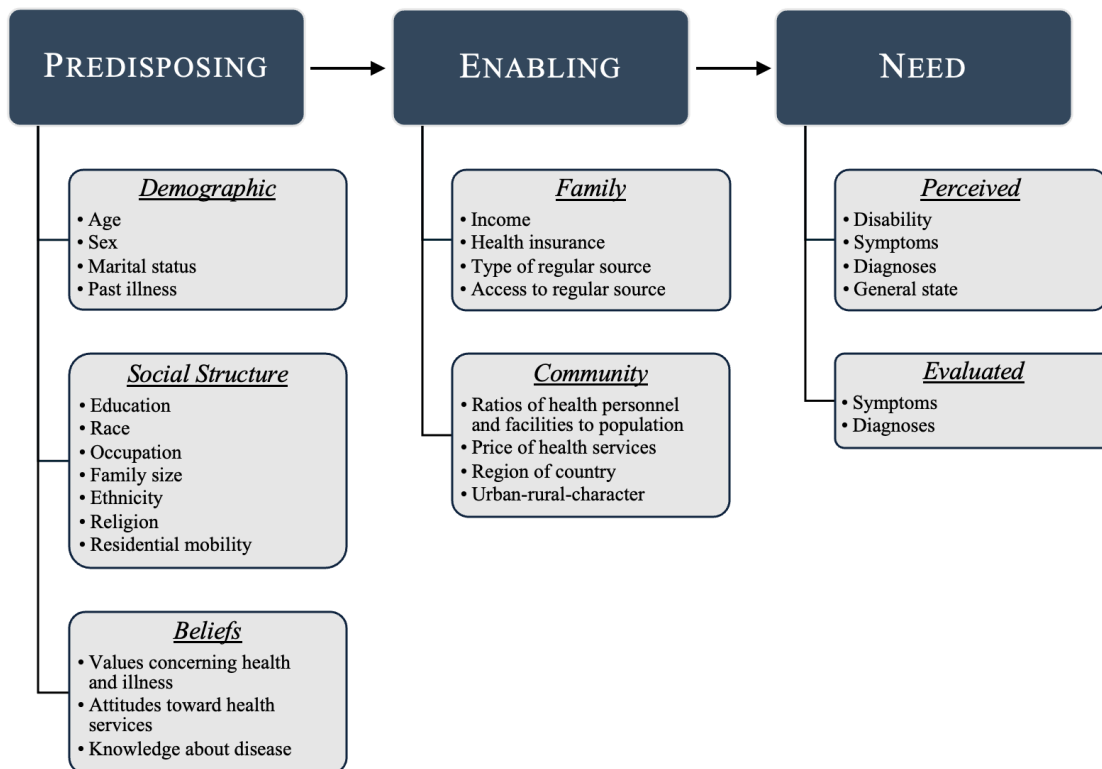 PREDISPOSING
ENABLING
NEED
Demographic
• Age
• Sex
• Marital status
• Past illness
Social Structure
• Education
• Race
• Occupation
• Family size
• Ethnicity
• Religion
• Residential mobility
Beliefs
• Values concerning health
and illness
• Attitudes toward health
services
• Knowledge about disease
Family
• Income
• Health insurance
• Type of regular source
• Access to regular source
Community
• Ratios of health personnel
and facilities to population
• Price of health services
• Region of country
• Urban-rural-character
Perceived
• Disability
• Symptoms
• Diagnoses
• General state
Evaluated
• Symptoms
• Diagnoses